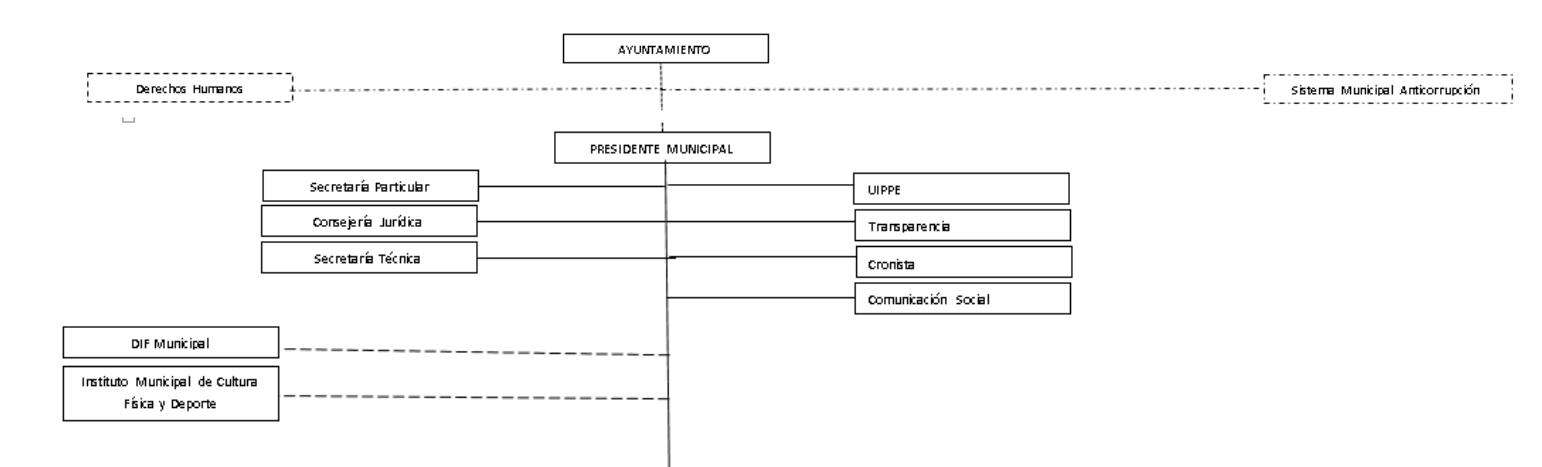 AYUNTAMIENTO
Derechos Humanos
Sistema Municipal Anticorrupción
PRESIDENTE MUNICIPAL
Secretaría Particular
UIPPE
Consejería Jurídica
Transparencia
Secretaría Técnica
Cronista
Comunicación Social
DIF Municipal
Instituto Municipal de Cultura
Física y Deporte